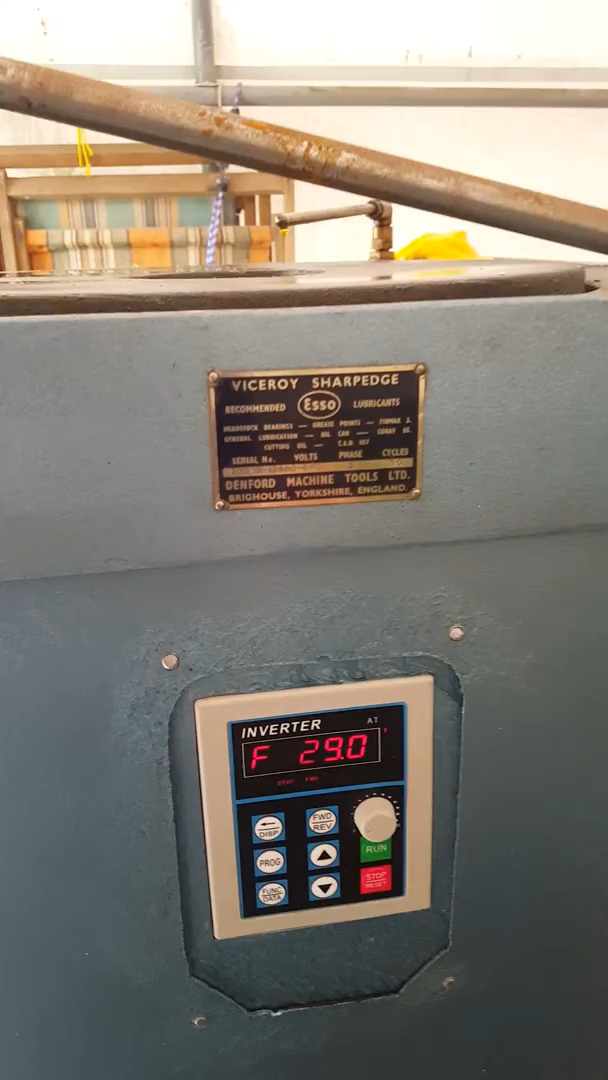 VICEROY SHARPEDGE
RECOMMENDED Esso LUBRICANTS
HEADSTOCK BEARINGS — GREASE POINTS — FINMAX 2.
GENERAL LUBRICATION — OIL CAN — CORAY 55.
CUTTING OIL — T.S.D. 107
SERIAL No. VOLTS PHASE CYCLES
DENFORD MACHINE TOOLS LTD.
BRIGHOUSE, YORKSHIRE, ENGLAND.
INVERTER AT
F 29.0
STOP FWD
DISP
FWD
REV
PROG
RUN
FUNC
DATA
STOP
RESET